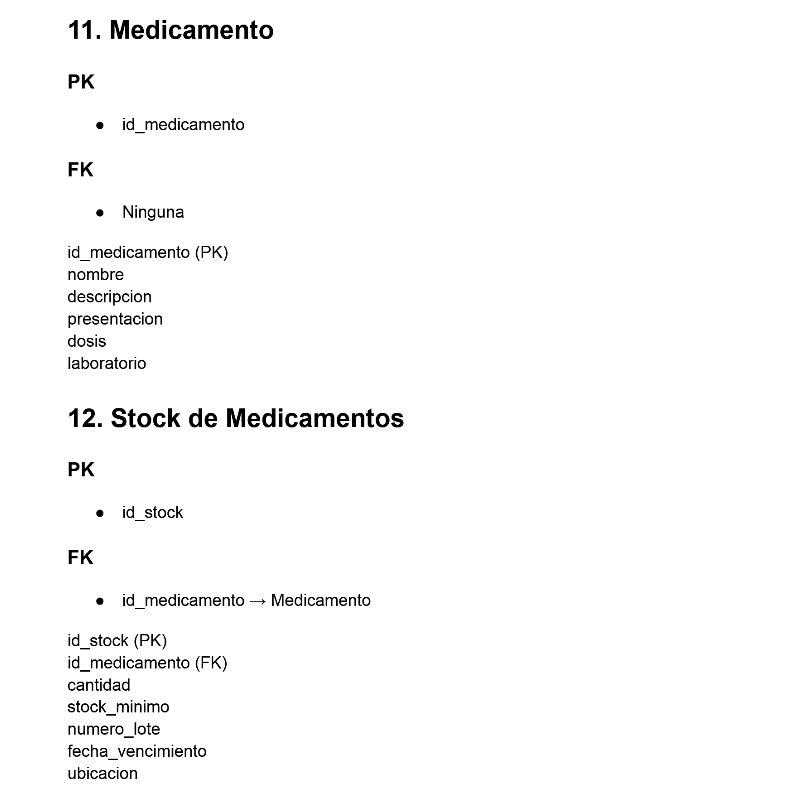 11. Medicamento
PK
● id_medicamento
FK
● Ninguna
id_medicamento (PK)
nombre
descripcion
presentacion
dosis
laboratorio
12. Stock de Medicamentos
PK
● id_stock
FK
● id_medicamento → Medicamento
id_stock (PK)
id_medicamento (FK)
cantidad
stock_minimo
numero_lote
fecha_vencimiento
ubicacion